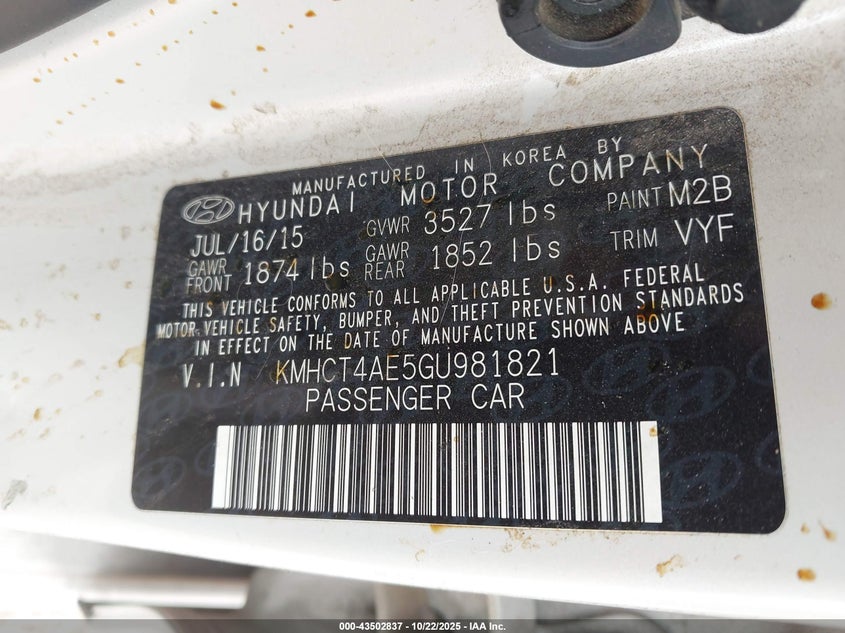 MANUFACTURED IN KOREA BY
HYUNDAI MOTOR COMPANY
JUL/16/15 GVWR 3527 lbs PAINT M2B
GAWR FRONT 1874 lbs GAWR REAR 1852 lbs TRIM VYF
THIS VEHICLE CONFORMS TO ALL APPLICABLE U.S.A. FEDERAL
MOTOR VEHICLE SAFETY, BUMPER, AND THEFT PREVENTION STANDARDS
IN EFFECT ON THE DATE OF MANUFACTURE SHOWN ABOVE
V.I.N KMHCT4AE5GU981821
PASSENGER CAR
000-43502837 - 10/22/2025 - IAA Inc.